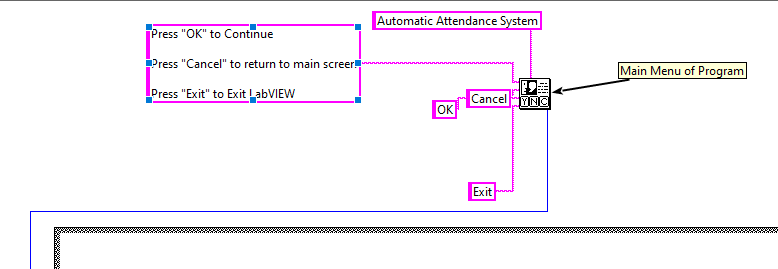 Automatic Attendance System
Press "OK" to Continue
Press "Cancel" to return to main screen
Press "Exit" to Exit LabVIEW
Main Menu of Program
Cancel
OK
YNC
Exit